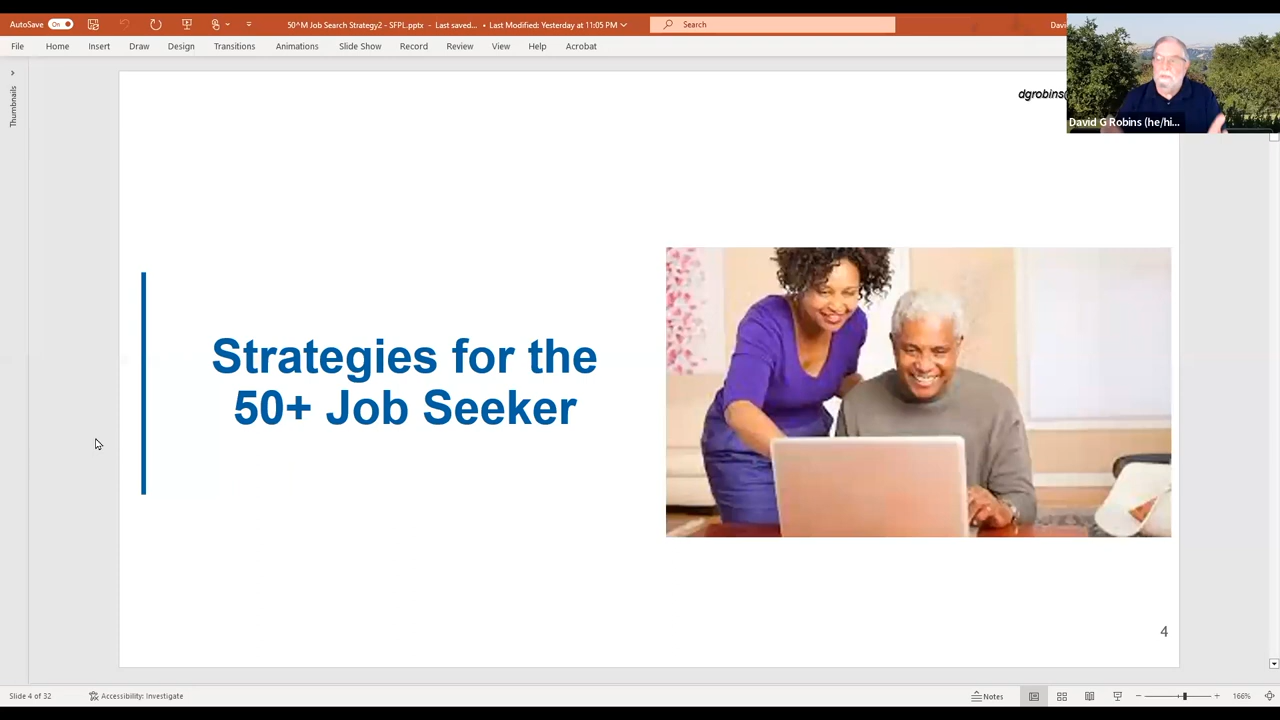 AutoSave On 50^M Job Search Strategy2 - SFPL.pptx - Last saved... • Last Modified: Yesterday at 11:05 PM Search Davi
File Home Insert Draw Design Transitions Animations Slide Show Record Review View Help Acrobat
Thumbnails
dgrobins@
David G Robins (he/hi...
Strategies for the
50+ Job Seeker
4
Slide 4 of 32 Accessibility: Investigate Notes 166%